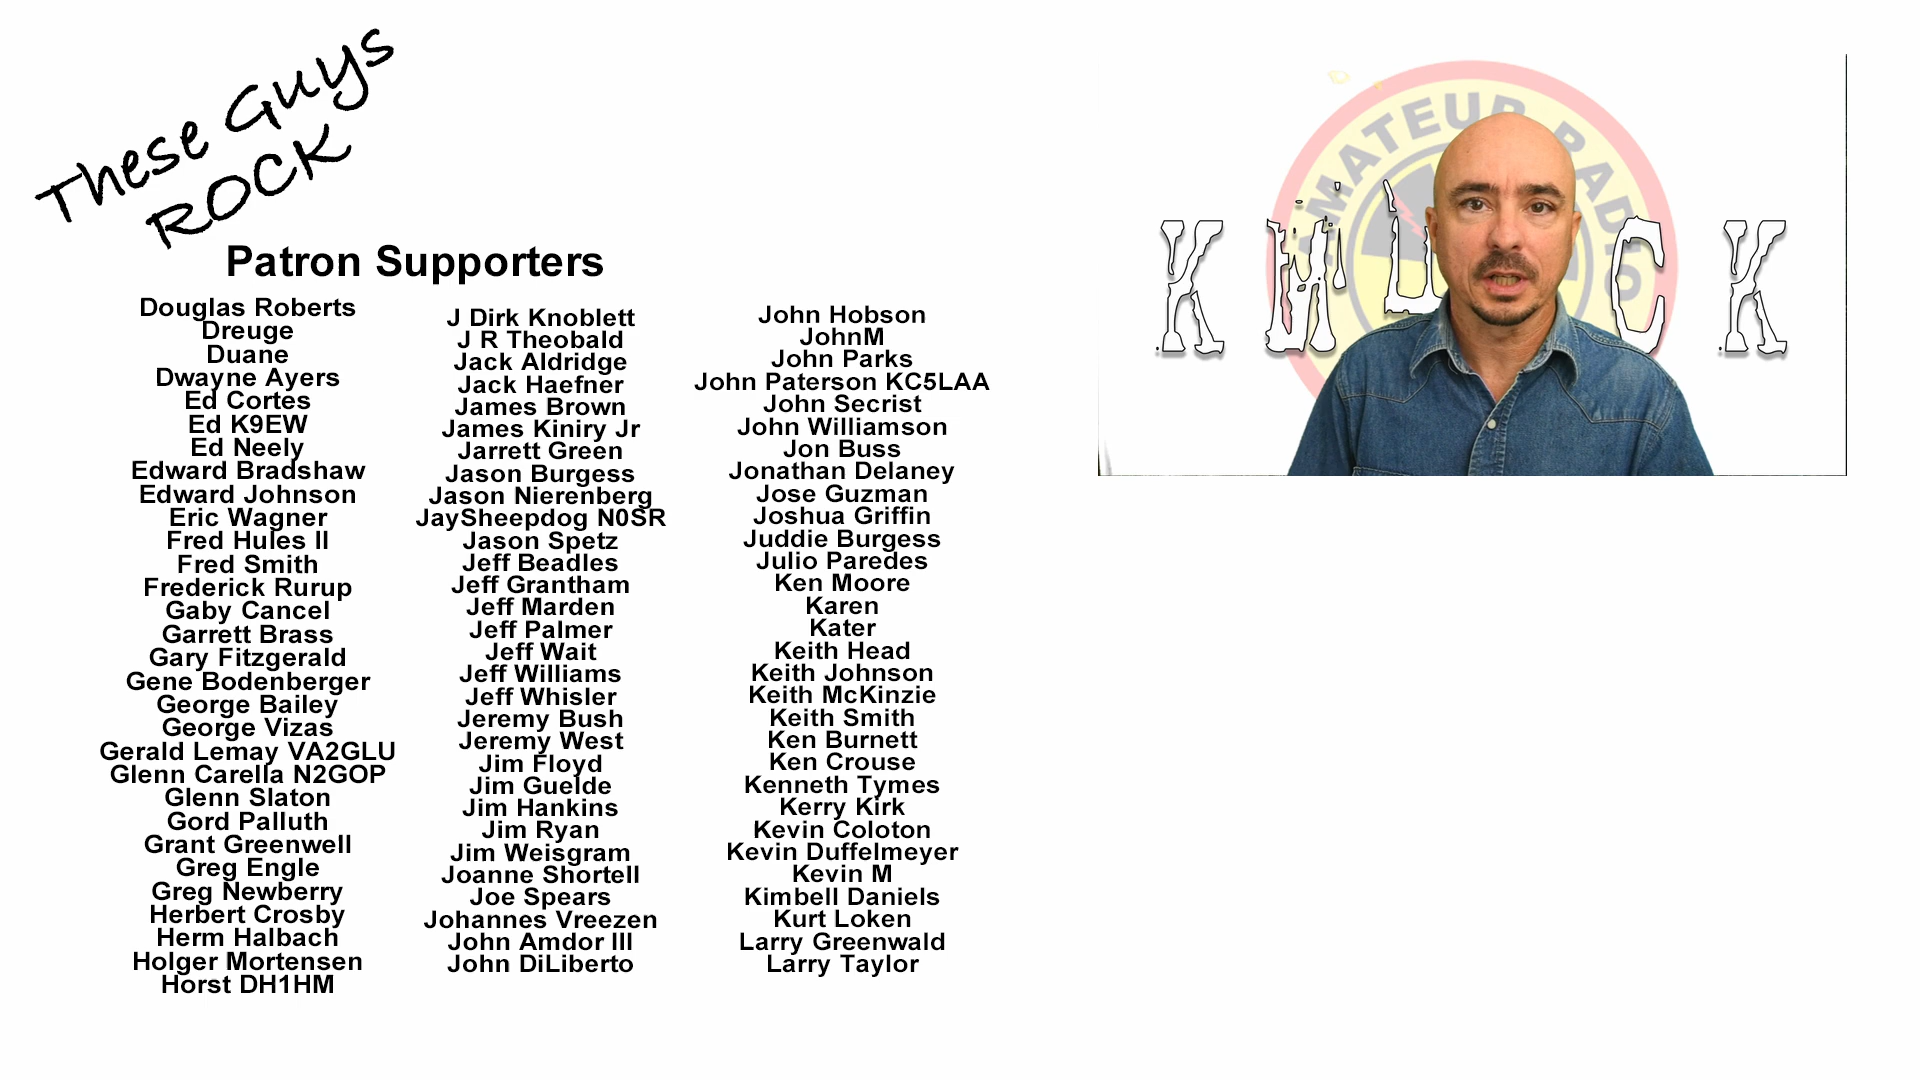 These Guys
ROCK
Patron Supporters
Douglas Roberts
Dreuge
Duane
Dwayne Ayers
Ed Cortes
Ed K9EW
Ed Neely
Edward Bradshaw
Edward Johnson
Eric Wagner
Fred Hules II
Fred Smith
Frederick Rurup
Gaby Cancel
Garrett Brass
Gary Fitzgerald
Gene Bodenberger
George Bailey
George Vizas
Gerald Lemay VA2GLU
Glenn Carella N2GOP
Glenn Slaton
Gord Palluth
Grant Greenwell
Greg Engle
Greg Newberry
Herbert Crosby
Herm Halbach
Holger Mortensen
Horst DH1HM
J Dirk Knoblett
J R Theobald
Jack Aldridge
Jack Haefner
James Brown
James Kiniry Jr
Jarrett Green
Jason Burgess
Jason Nierenberg
JaySheepdog N0SR
Jason Spetz
Jeff Beadles
Jeff Grantham
Jeff Marden
Jeff Palmer
Jeff Wait
Jeff Williams
Jeff Whisler
Jeremy Bush
Jeremy West
Jim Floyd
Jim Guelde
Jim Hankins
Jim Ryan
Jim Weisgram
Joanne Shortell
Joe Spears
Johannes Vreezen
John Amdor III
John DiLiberto
John Hobson
JohnM
John Parks
John Paterson KC5LAA
John Secrist
John Williamson
Jon Buss
Jonathan Delaney
Jose Guzman
Joshua Griffin
Juddie Burgess
Julio Paredes
Ken Moore
Karen
Kater
Keith Head
Keith Johnson
Keith McKinzie
Keith Smith
Ken Burnett
Ken Crouse
Kenneth Tymes
Kerry Kirk
Kevin Coloton
Kevin Duffelmeyer
Kevin M
Kimbell Daniels
Kurt Loken
Larry Greenwald
Larry Taylor
AMATEUR RADIO